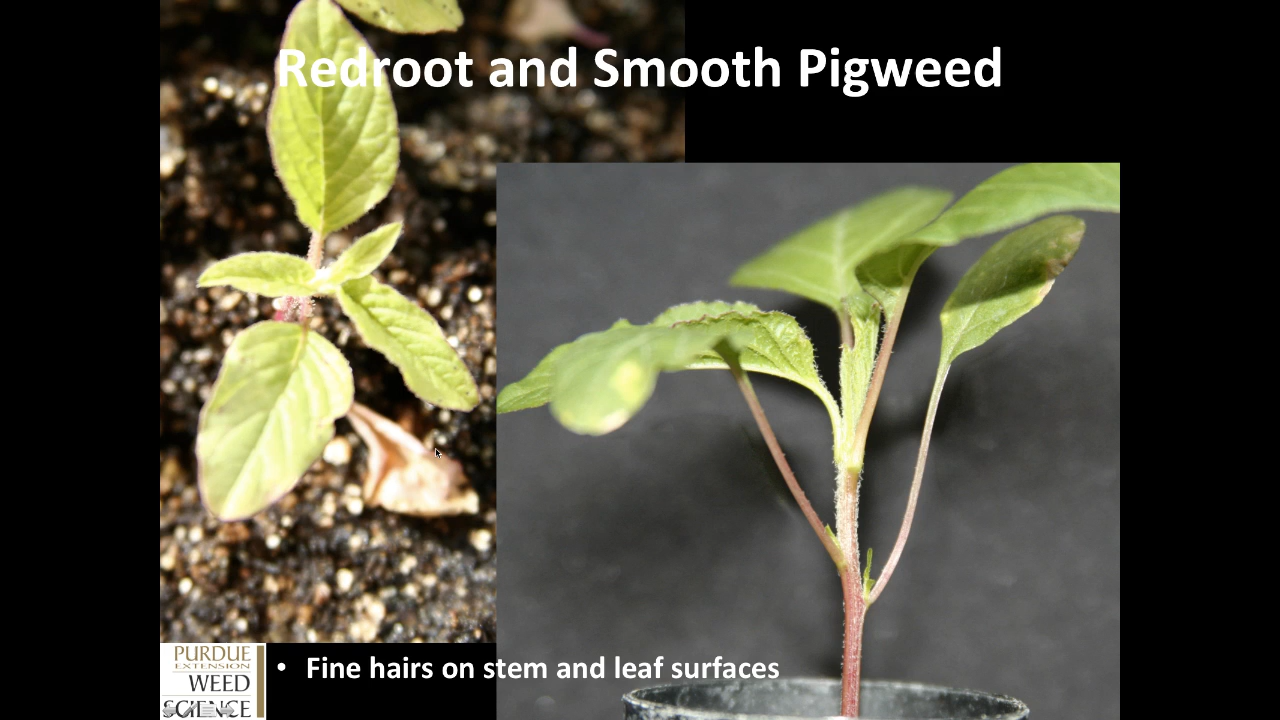 Redroot and Smooth Pigweed
• Fine hairs on stem and leaf surfaces
PURDUE
EXTENSION
WEED
SCIENCE